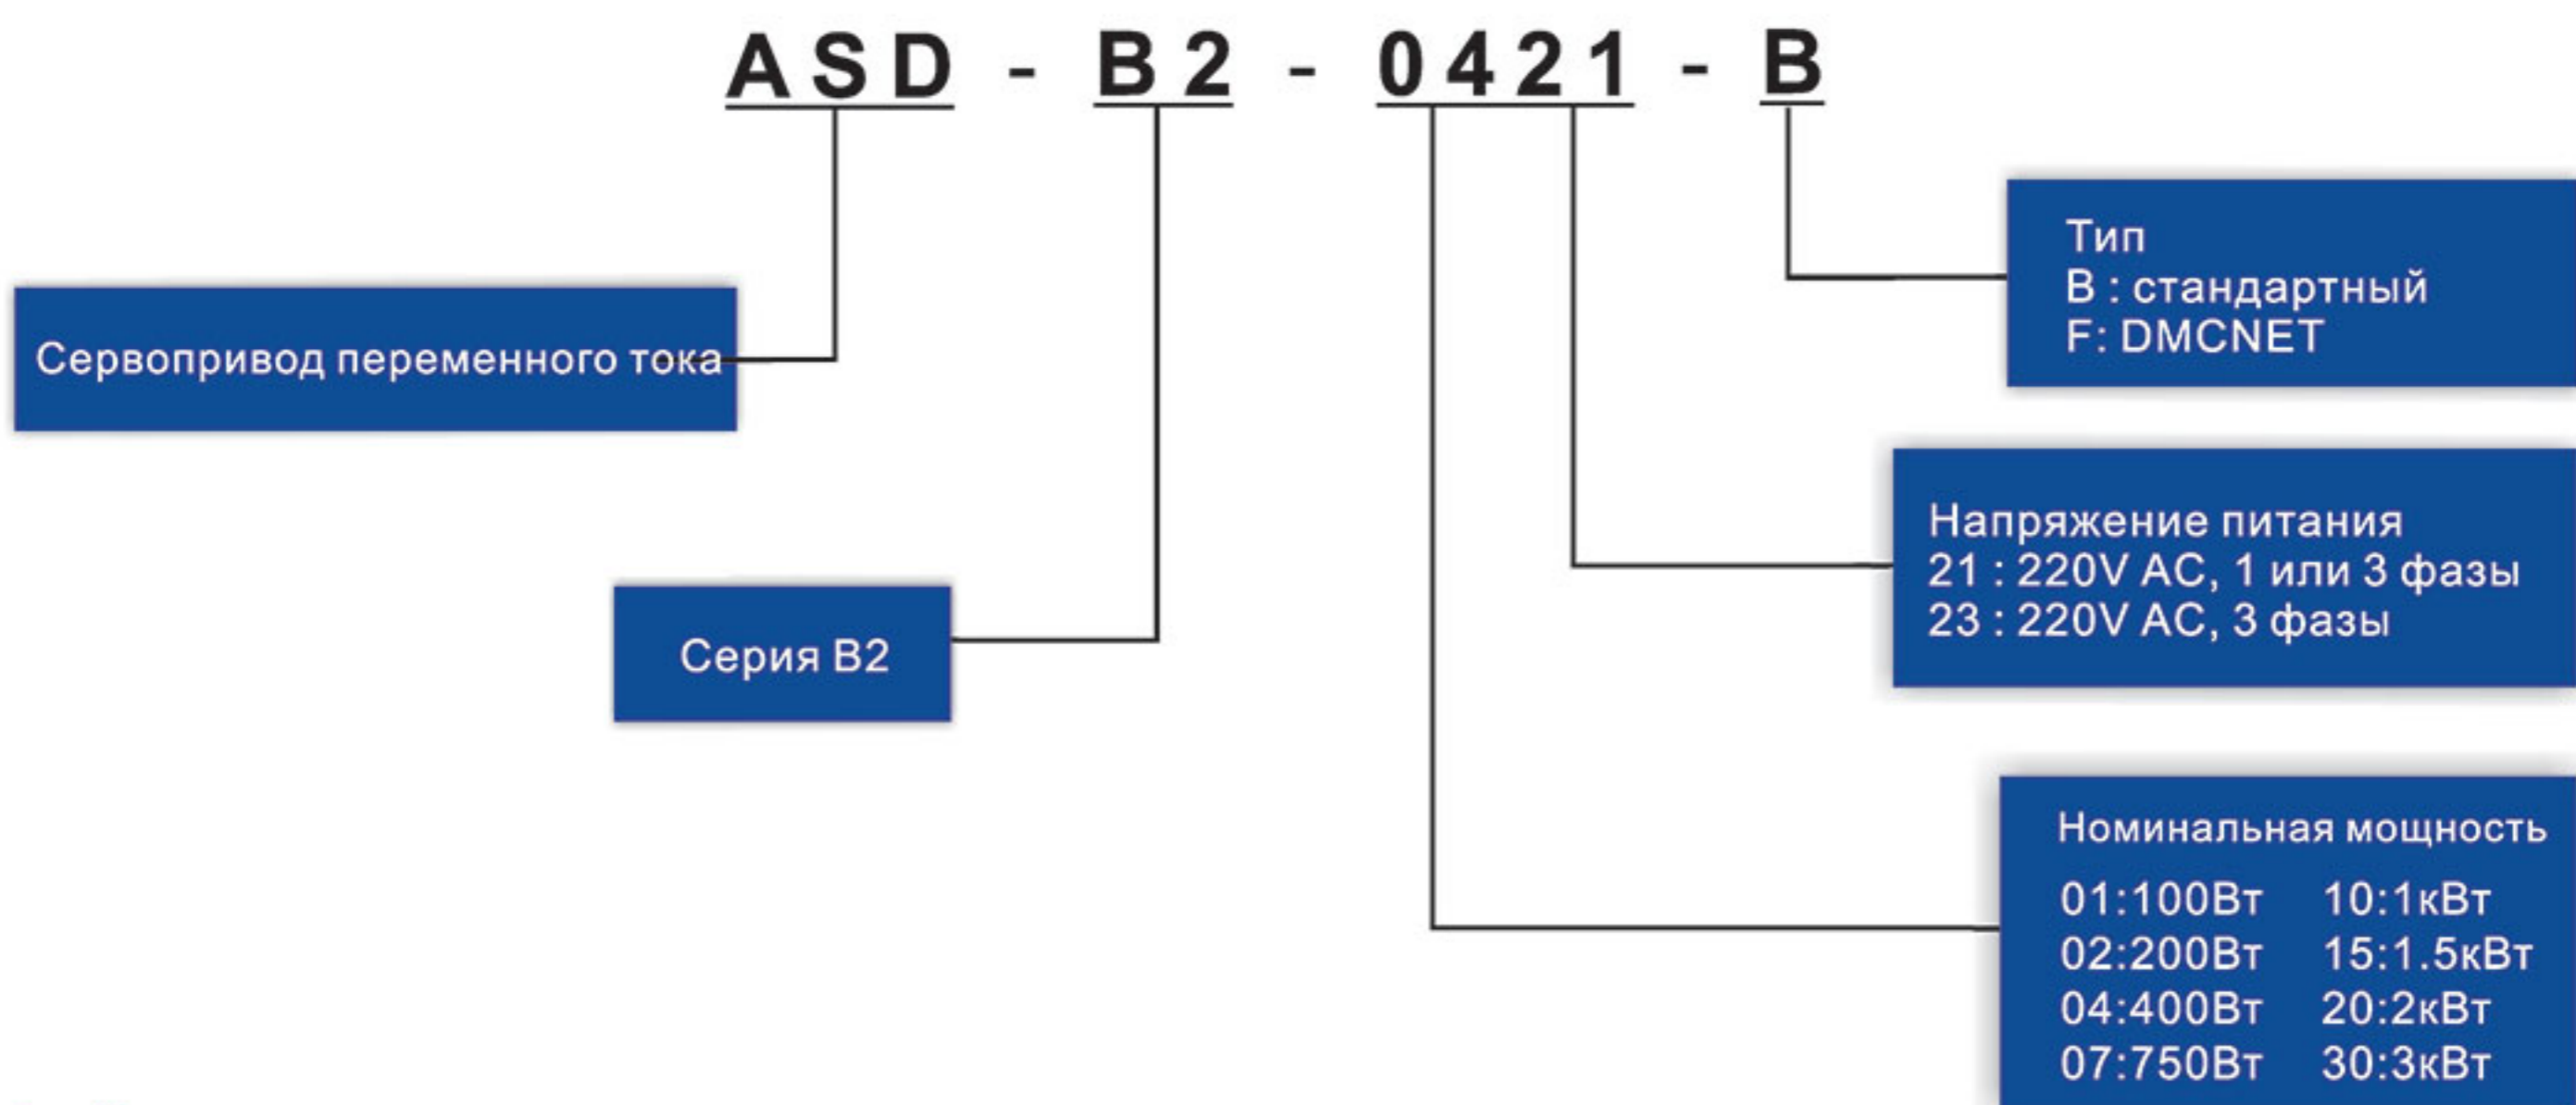 ASD - B2 - 0421 - B
Тип
B : стандартный
F: DMCNET
Сервопривод переменного тока
Напряжение питания
21 : 220V AC, 1 или 3 фазы
23 : 220V AC, 3 фазы
Серия B2
Номинальная мощность
01:100Вт 10:1кВт
02:200Вт 15:1.5кВт
04:400Вт 20:2кВт
07:750Вт 30:3кВт